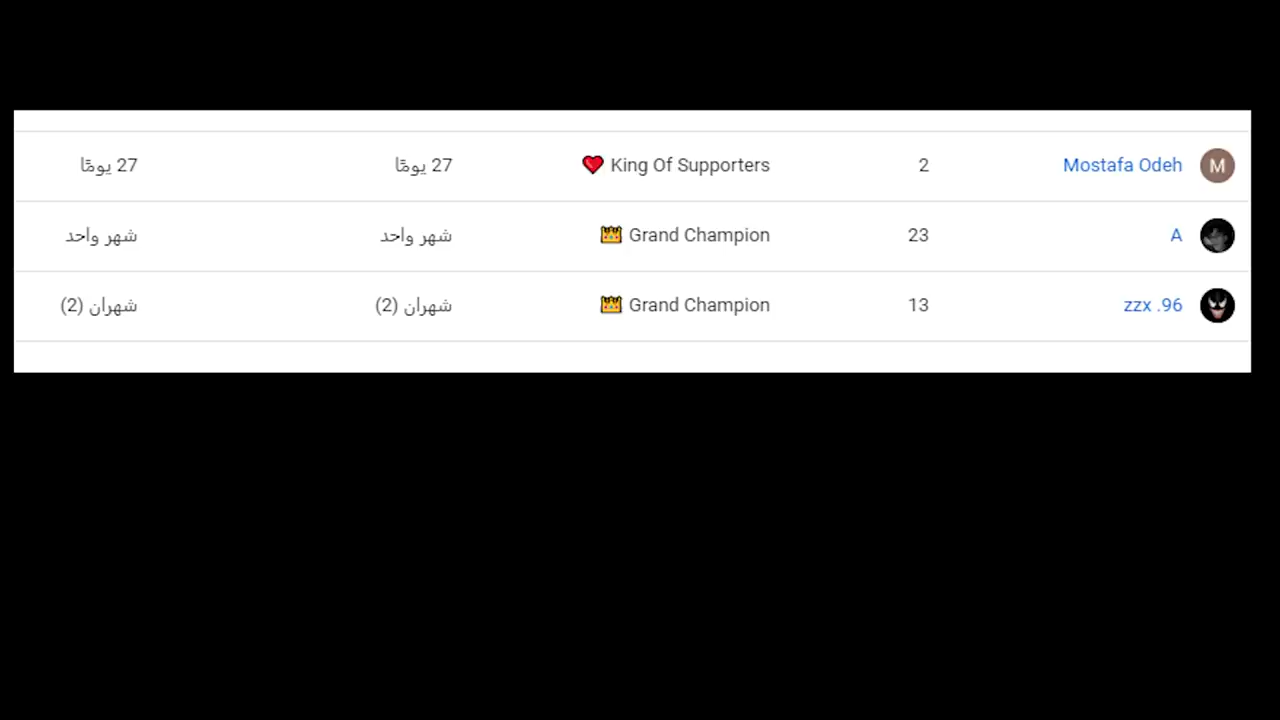 M Mostafa Odeh 2 King Of Supporters ❤️ 27 يومًا 27 يومًا
A 23 Grand Champion 👑 شهر واحد شهر واحد
zzx .96 13 Grand Champion 👑 شهران (2) شهران (2)